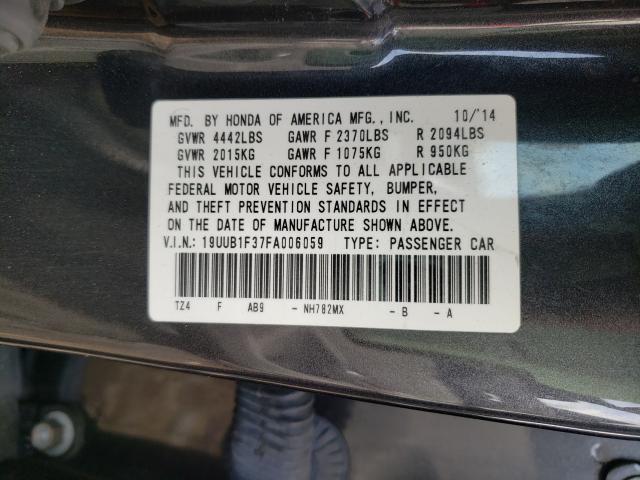 MFD. BY HONDA OF AMERICA MFG., INC. 10/'14
GVWR 4442LBS GAWR F 2370LBS R 2094LBS
GVWR 2015KG GAWR F 1075KG R 950KG
THIS VEHICLE CONFORMS TO ALL APPLICABLE
FEDERAL MOTOR VEHICLE SAFETY, BUMPER,
AND THEFT PREVENTION STANDARDS IN EFFECT
ON THE DATE OF MANUFACTURE SHOWN ABOVE.
V.I.N.: 19UUB1F37FA006059 TYPE: PASSENGER CAR
TZ4 F AB9 - NH782MX - B - A